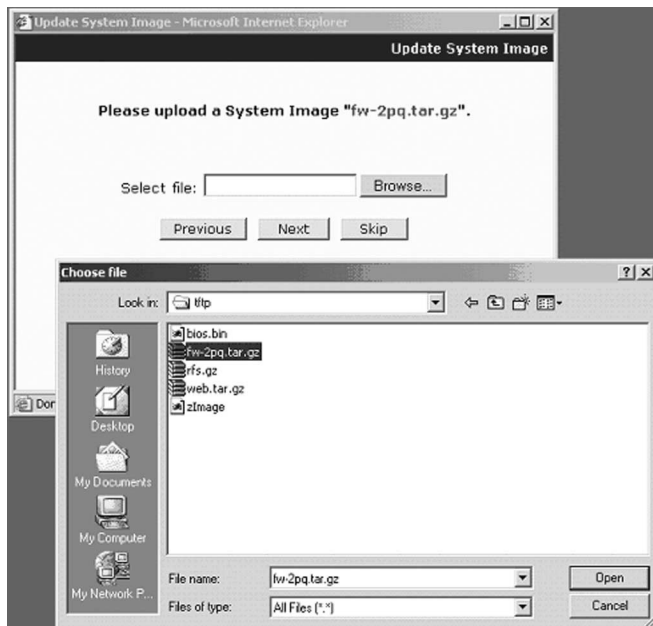 Update System Image - Microsoft Internet Explorer
Update System Image
Please upload a System Image "fw-2pq.tar.gz".
Select file:
Browse...
Previous
Next
Skip
Choose file
Look in:
tftp
bios.bin
fw-2pq.tar.gz
rfs.gz
web.tar.gz
zImage
History
Desktop
My Documents
My Computer
My Network P...
Dor
File name:
fw-2pq.tar.gz
Open
Files of type:
All Files (*.*)
Cancel